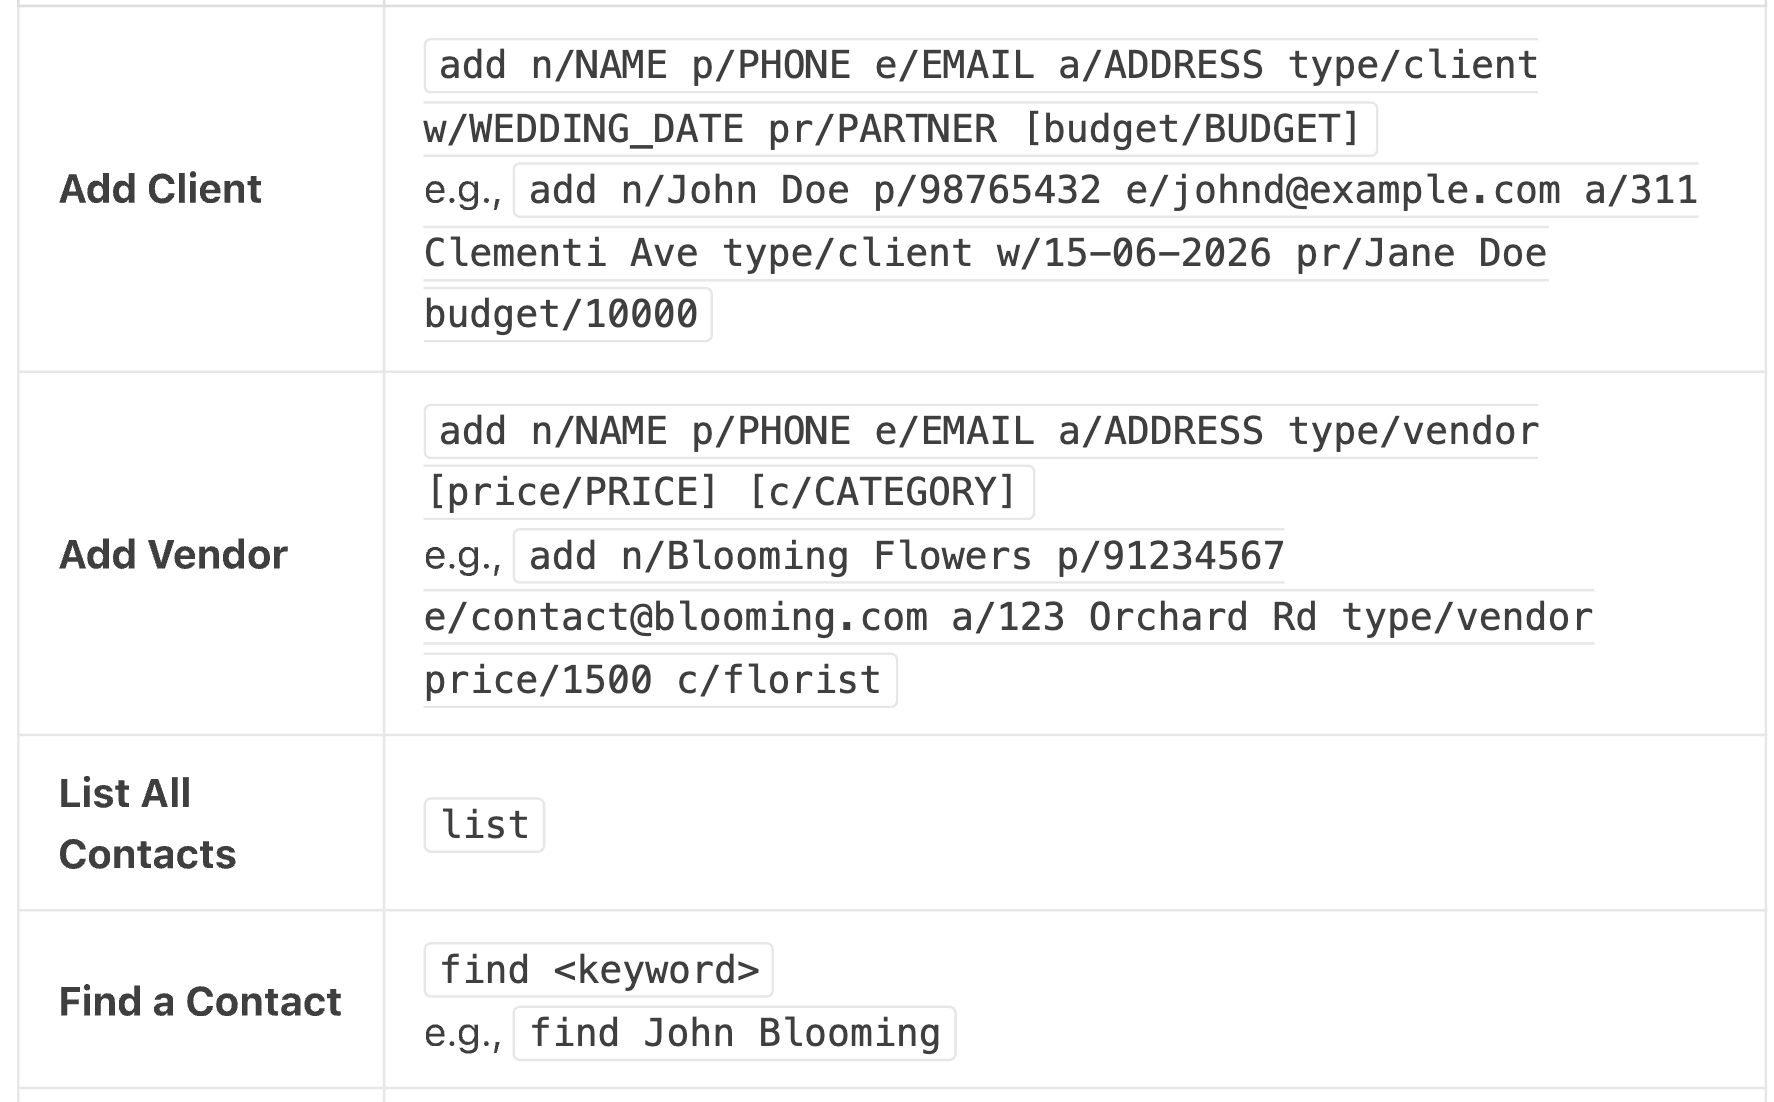 Add Client
add n/NAME p/PHONE e/EMAIL a/ADDRESS type/client
w/WEDDING_DATE pr/PARTNER [budget/BUDGET]
e.g., add n/John Doe p/98765432 e/johnd@example.com a/311
Clementi Ave type/client w/15-06-2026 pr/Jane Doe
budget/10000
Add Vendor
add n/NAME p/PHONE e/EMAIL a/ADDRESS type/vendor
[price/PRICE] [c/CATEGORY]
e.g., add n/Blooming Flowers p/91234567
e/contact@blooming.com a/123 Orchard Rd type/vendor
price/1500 c/florist
List All
Contacts
list
Find a Contact
find <keyword>
e.g., find John Blooming